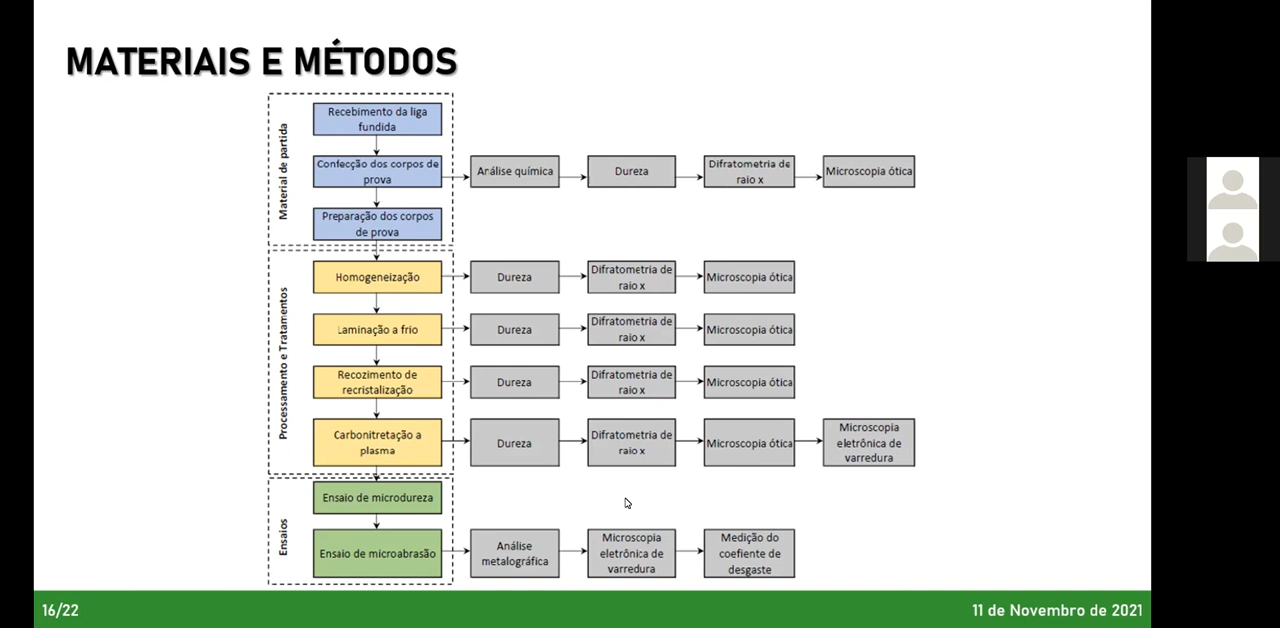 MATERIAIS E MÉTODOS
Material de partida
Recebimento da liga
fundida
Confecção dos corpos de
prova
Análise química
Dureza
Difratometria de
raio x
Microscopia ótica
Preparação dos corpos
de prova
Processamento e Tratamentos
Homogeneização
Dureza
Difratometria de
raio x
Microscopia ótica
Laminação a frio
Dureza
Difratometria de
raio x
Microscopia ótica
Recozimento de
recristalização
Dureza
Difratometria de
raio x
Microscopia ótica
Carbonitretação a
plasma
Dureza
Difratometria de
raio x
Microscopia ótica
Microscopia
eletrônica de
varredura
Ensaios
Ensaio de microdureza
Ensaio de microabrasão
Análise
metalográfica
Microscopia
eletrônica de
varredura
Medição do
coefiente de
desgaste
16/22
11 de Novembro de 2021